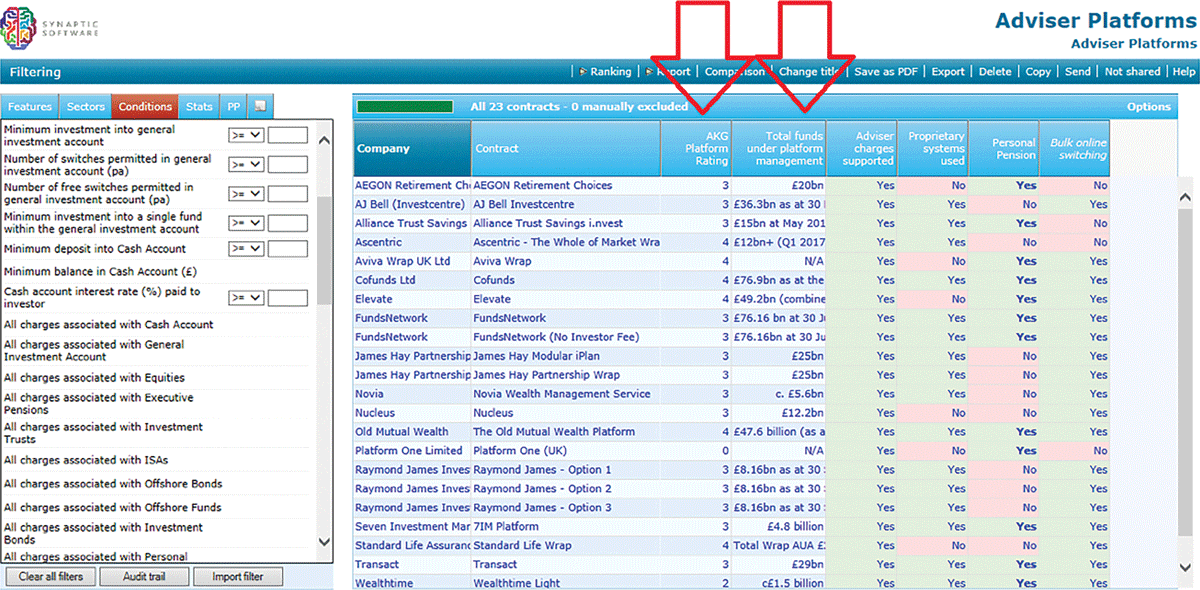 SYNAPTIC
SOFTWARE
Adviser Platforms
Adviser Platforms
Filtering
Ranking | Report | Comparison | Change title | Save as PDF | Export | Delete | Copy | Send | Not shared | Help
Features Sectors Conditions Stats PP
Minimum investment into general
investment account >=
Number of switches permitted in general
investment account (pa) >=
Number of free switches permitted in
general investment account (pa) >=
Minimum investment into a single fund
within the general investment account >=
Minimum deposit into Cash Account >=
Minimum balance in Cash Account (£)
Cash account interest rate (%) paid to
investor >=
All charges associated with Cash Account
All charges associated with General
Investment Account
All charges associated with Equities
All charges associated with Executive
Pensions
All charges associated with Investment
Trusts
All charges associated with ISAs
All charges associated with Offshore Bonds
All charges associated with Offshore Funds
All charges associated with Investment
Bonds
All charges associated with Personal
Clear all filters Audit trail Import filter
All 23 contracts - 0 manually excluded Options
Company Contract AKG Platform Rating Total funds under platform management Adviser charges supported Proprietary systems used Personal Pension Bulk online switching
AEGON Retirement Ch AEGON Retirement Choices 3 £20bn Yes No Yes No
AJ Bell (Investcentre) AJ Bell Investcentre 3 £36.3bn as at 30 Yes Yes No Yes
Alliance Trust Savings Alliance Trust Savings i.nvest 3 £15bn at May 201 Yes Yes Yes No
Ascentric Ascentric - The Whole of Market Wra 4 £12bn+ (Q1 2017 Yes Yes No No
Aviva Wrap UK Ltd Aviva Wrap 4 N/A Yes No Yes Yes
Cofunds Ltd Cofunds 4 £76.9bn as at the Yes Yes Yes Yes
Elevate Elevate 4 £49.2bn (combine Yes No Yes Yes
FundsNetwork FundsNetwork 3 £76.16 bn at 30 J Yes Yes Yes Yes
FundsNetwork FundsNetwork (No Investor Fee) 3 £76.16bn at 30 Ju Yes Yes Yes Yes
James Hay Partnership James Hay Modular iPlan 3 £25bn Yes Yes No Yes
James Hay Partnership James Hay Partnership Wrap 3 £25bn Yes Yes No Yes
Novia Novia Wealth Management Service 3 c. £5.6bn Yes Yes No Yes
Nucleus Nucleus 3 £12.2bn Yes No No Yes
Old Mutual Wealth The Old Mutual Wealth Platform 4 £47.6 billion (as a Yes Yes Yes Yes
Platform One Limited Platform One (UK) 0 N/A Yes No Yes No
Raymond James Inves Raymond James - Option 1 3 £8.16bn as at 30 Yes Yes No Yes
Raymond James Inves Raymond James - Option 2 3 £8.16bn as at 30 Yes Yes No Yes
Raymond James Inves Raymond James - Option 3 3 £8.16bn as at 30 Yes Yes No Yes
Seven Investment Mar 7IM Platform 3 £4.8 billion Yes Yes Yes Yes
Standard Life Assuranc Standard Life Wrap 4 Total Wrap AUA £ Yes No No Yes
Transact Transact 3 £29bn Yes Yes Yes Yes
Wealthtime Wealthtime Light 2 c£1.5 billion Yes Yes Yes Yes